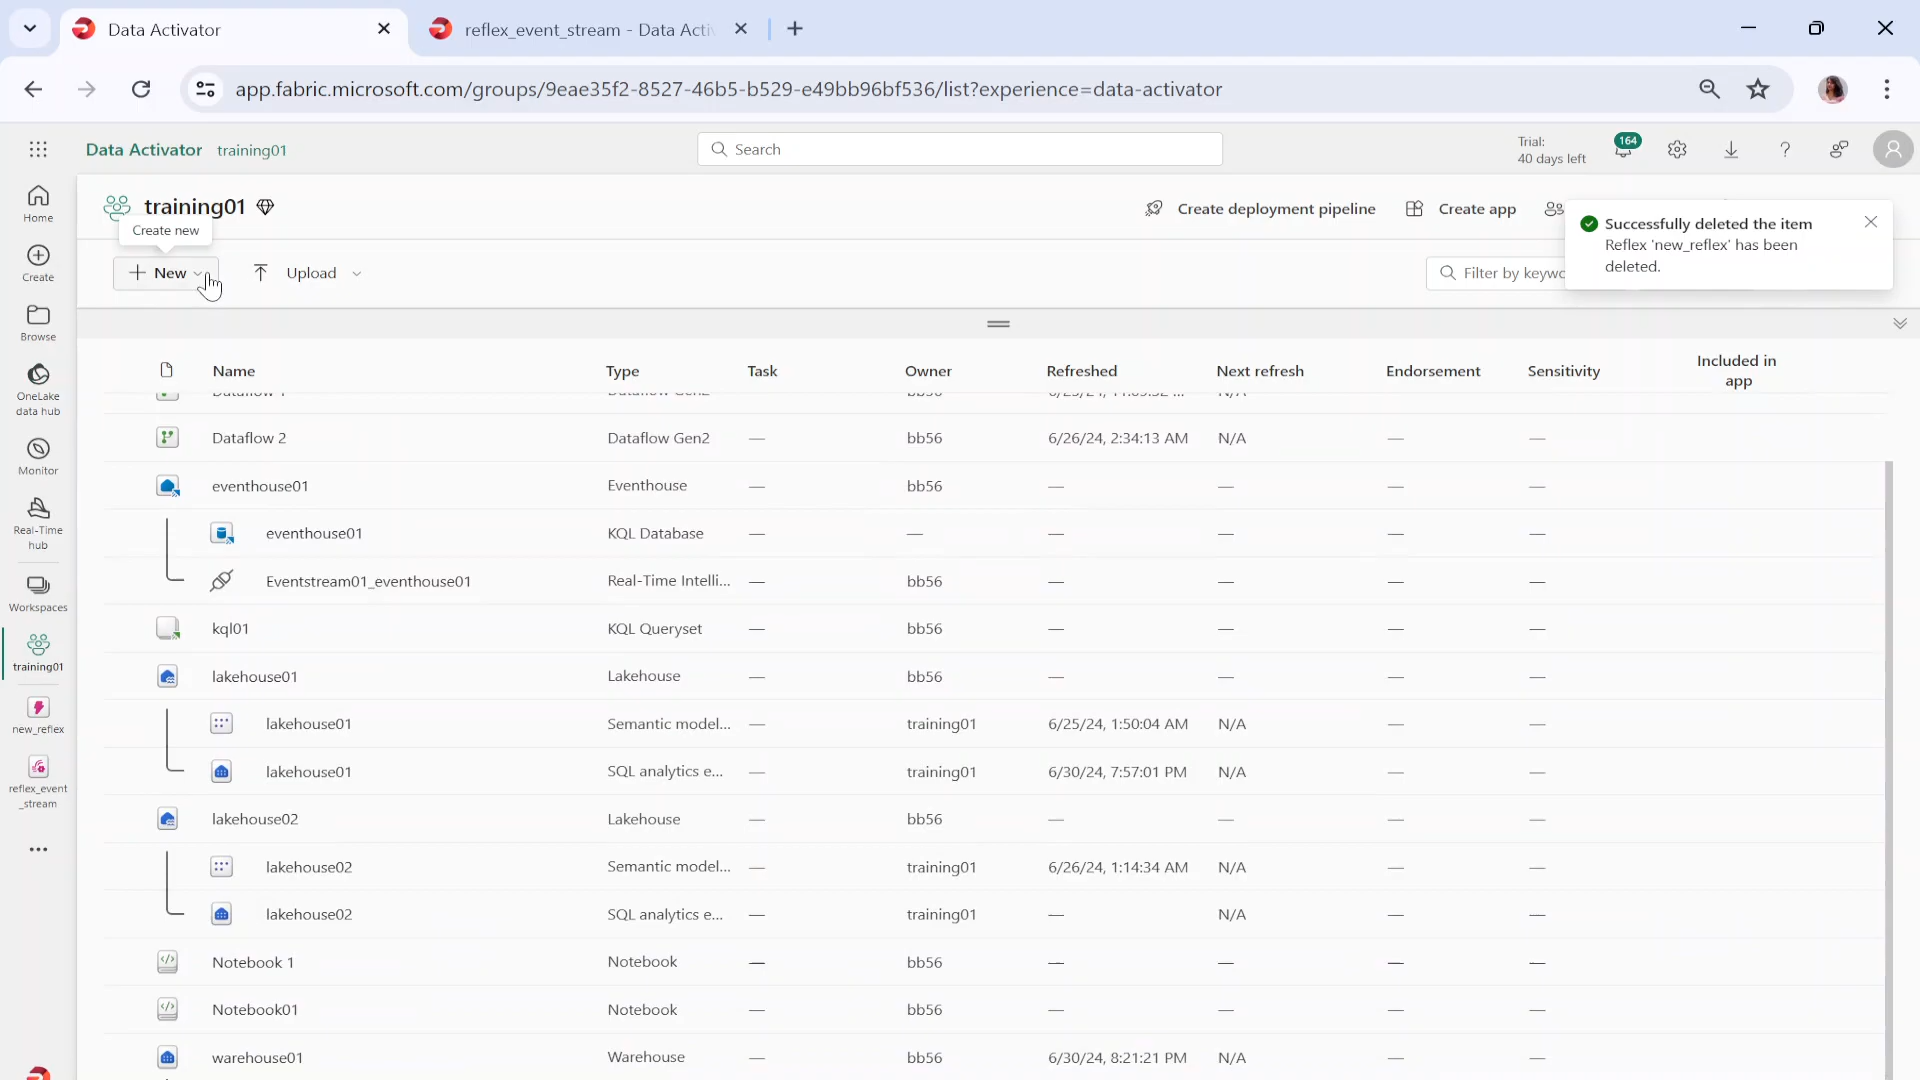 Data Activator
reflex_event_stream - Data Acti
app.fabric.microsoft.com/groups/9eae35f2-8527-46b5-b529-e49bb96bf536/list?experience=data-activator
Data Activator training01
Search
Trial:
40 days left
164
Home
Create
Browse
OneLake
data hub
Monitor
Real-Time
hub
Workspaces
training01
new_reflex
reflex_event
_stream
training01
Create new
Create deployment pipeline
Create app
Successfully deleted the item
Reflex 'new_reflex' has been
deleted.
New
Upload
Filter by keywo
Name Type Task Owner Refreshed Next refresh Endorsement Sensitivity Included in
app
Dataflow 1 Dataflow Gen2 bb56 N/A
Dataflow 2 Dataflow Gen2 — bb56 6/26/24, 2:34:13 AM N/A — —
eventhouse01 Eventhouse — bb56 — — — —
eventhouse01 KQL Database — — — — — —
Eventstream01_eventhouse01 Real-Time Intelli... — bb56 — — — —
kql01 KQL Queryset — bb56 — — — —
lakehouse01 Lakehouse — bb56 — — — —
lakehouse01 Semantic model... — training01 6/25/24, 1:50:04 AM N/A — —
lakehouse01 SQL analytics e... — training01 6/30/24, 7:57:01 PM N/A — —
lakehouse02 Lakehouse — bb56 — — — —
lakehouse02 Semantic model... — training01 6/26/24, 1:14:34 AM N/A — —
lakehouse02 SQL analytics e... — training01 — N/A — —
Notebook 1 Notebook — bb56 — — — —
Notebook01 Notebook — bb56 — — — —
warehouse01 Warehouse — bb56 6/30/24, 8:21:21 PM N/A — —